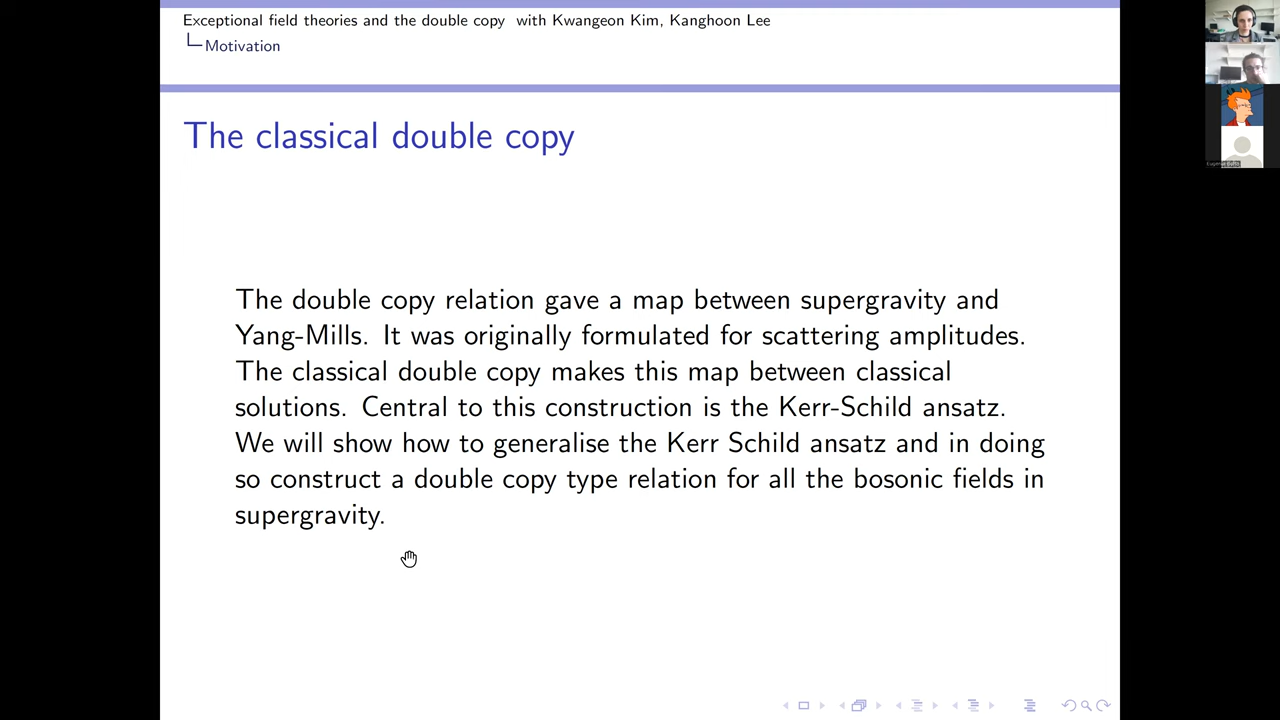 Exceptional field theories and the double copy with Kwangeon Kim, Kanghoon Lee
Motivation
The classical double copy
The double copy relation gave a map between supergravity and
Yang-Mills. It was originally formulated for scattering amplitudes.
The classical double copy makes this map between classical
solutions. Central to this construction is the Kerr-Schild ansatz.
We will show how to generalise the Kerr Schild ansatz and in doing
so construct a double copy type relation for all the bosonic fields in
supergravity.